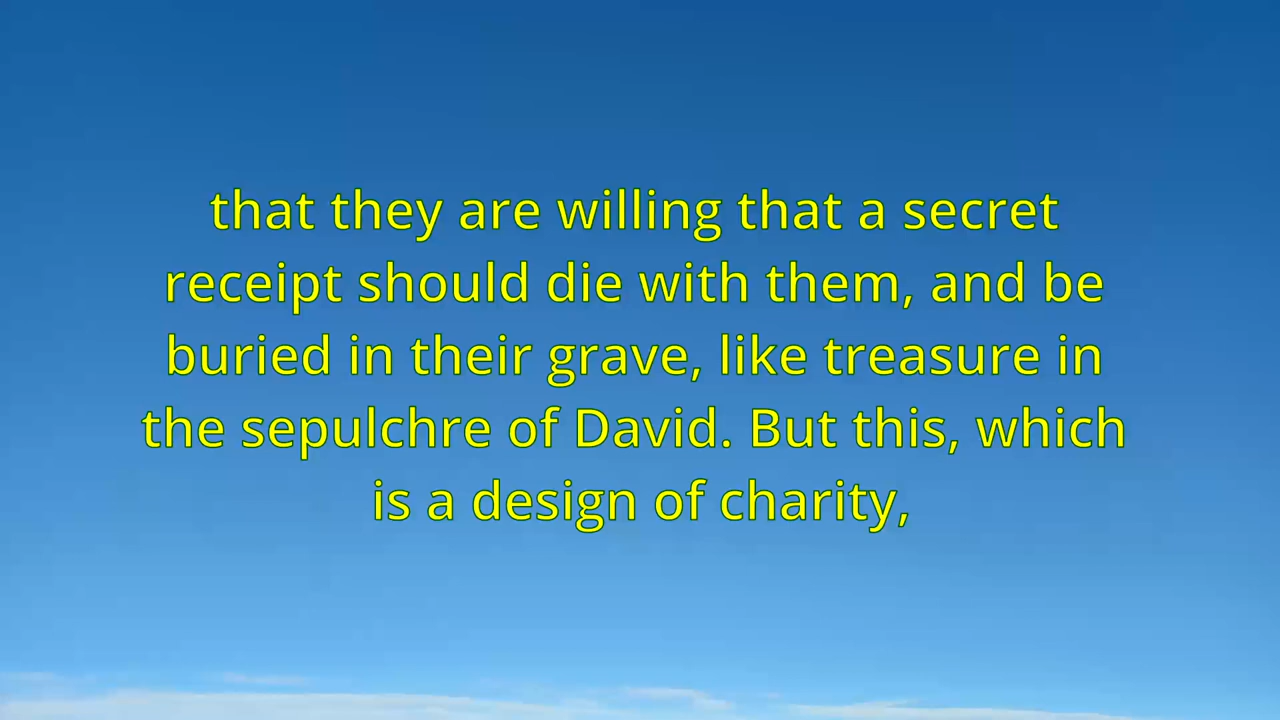 that they are willing that a secret
receipt should die with them, and be
buried in their grave, like treasure in
the sepulchre of David. But this, which
is a design of charity,